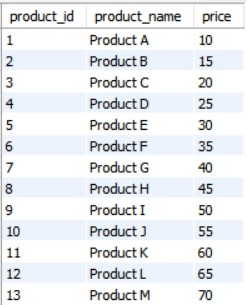 product_id product_name price
1 Product A 10
2 Product B 15
3 Product C 20
4 Product D 25
5 Product E 30
6 Product F 35
7 Product G 40
8 Product H 45
9 Product I 50
10 Product J 55
11 Product K 60
12 Product L 65
13 Product M 70